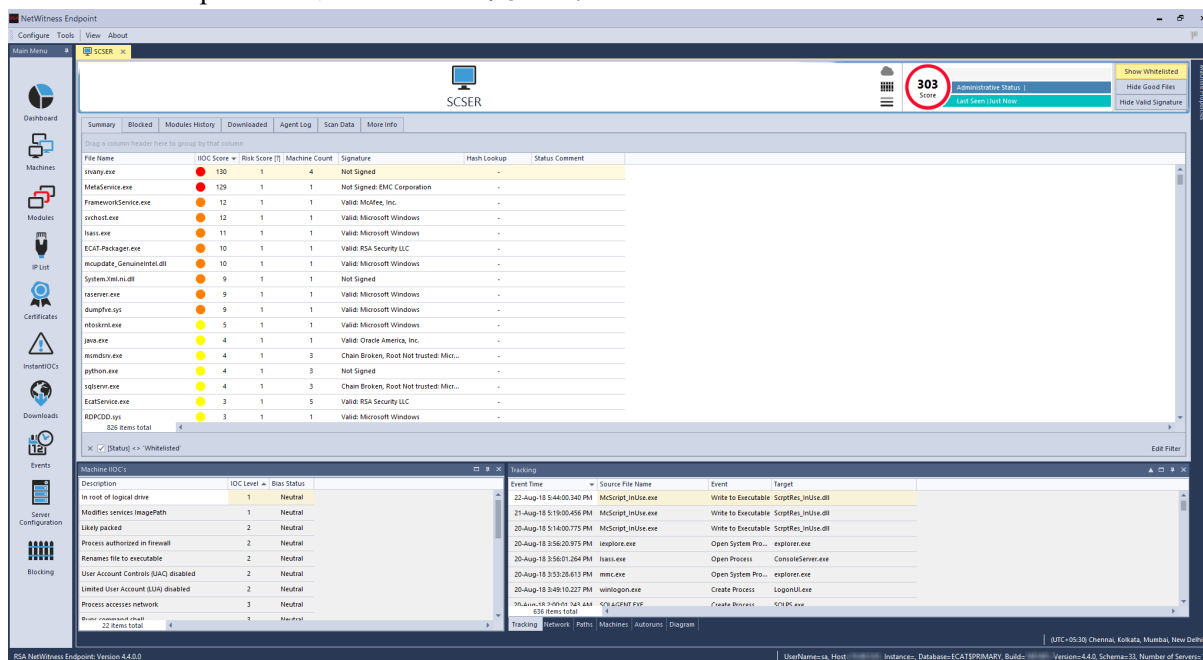 NetWitness Endpoint
Configure Tools View About
Main Menu
SCSER
SCSER
303
Score
Administrative Status |
Last Seen | Just Now
Show Whitelisted
Hide Good Files
Hide Valid Signature
Dashboard
Machines
Modules
IP List
Certificates
InstantIOCs
Downloads
Events
Server
Configuration
Blocking
Summary Blocked Modules History Downloaded Agent Log Scan Data More Info
Drag a column header here to group by that column
File Name IIOC Score Risk Score [?] Machine Count Signature Hash Lookup Status Comment
srvany.exe 130 1 4 Not Signed -
MetaService.exe 129 1 1 Not Signed: EMC Corporation -
FrameworkService.exe 12 1 1 Valid: McAfee, Inc. -
svchost.exe 12 1 1 Valid: Microsoft Windows -
lsass.exe 11 1 1 Valid: Microsoft Windows -
ECAT-Packager.exe 10 1 1 Valid: RSA Security LLC -
mcupdate_GenuineIntel.dll 10 1 1 Valid: Microsoft Windows -
System.Xml.ni.dll 9 1 1 Not Signed -
raserver.exe 9 1 1 Valid: Microsoft Windows -
dumpfve.sys 9 1 1 Valid: Microsoft Windows -
ntoskrnl.exe 5 1 1 Valid: Microsoft Windows -
java.exe 4 1 1 Valid: Oracle America, Inc. -
msmdsrv.exe 4 1 3 Chain Broken, Root Not trusted: Micr... -
python.exe 4 1 3 Not Signed -
sqlservr.exe 4 1 3 Chain Broken, Root Not trusted: Micr... -
EcatService.exe 3 1 5 Valid: RSA Security LLC -
RDPCDD.sys 3 1 1 Valid: Microsoft Windows -
826 items total
[Status] <> 'Whitelisted'
Edit Filter
Machine IIOC's
Description IOC Level Bias Status
In root of logical drive 1 Neutral
Modifies services ImagePath 1 Neutral
Likely packed 2 Neutral
Process authorized in firewall 2 Neutral
Renames file to executable 2 Neutral
User Account Controls (UAC) disabled 2 Neutral
Limited User Account (LUA) disabled 2 Neutral
Process accesses network 3 Neutral
Runs command shell 3 Neutral
22 items total
Tracking
Event Time Source File Name Event Target
22-Aug-18 5:44:00.340 PM McScript_InUse.exe Write to Executable ScrptRes_InUse.dll
21-Aug-18 5:19:00.456 PM McScript_InUse.exe Write to Executable ScrptRes_InUse.dll
20-Aug-18 5:14:00.775 PM McScript_InUse.exe Write to Executable ScrptRes_InUse.dll
20-Aug-18 3:56:20.975 PM iexplore.exe Open System Pro... explorer.exe
20-Aug-18 3:56:01.264 PM lsass.exe Open Process ConsoleServer.exe
20-Aug-18 3:53:28.613 PM mmc.exe Open System Pro... explorer.exe
20-Aug-18 3:49:10.227 PM winlogon.exe Create Process LogonUI.exe
20-Aug-18 2:00:01.243 AM SQLAGENT.EXE Create Process SQLPS.exe
636 items total
Tracking Network Paths Machines Autoruns Diagram
(UTC+05:30) Chennai, Kolkata, Mumbai, New Delhi
RSA NetWitness Endpoint: Version 4.4.0.0
UserName=sa, Host Instance=, Database=ECAT$PRIMARY, Build= Version=4.4.0, Schema=33, Number of Servers=